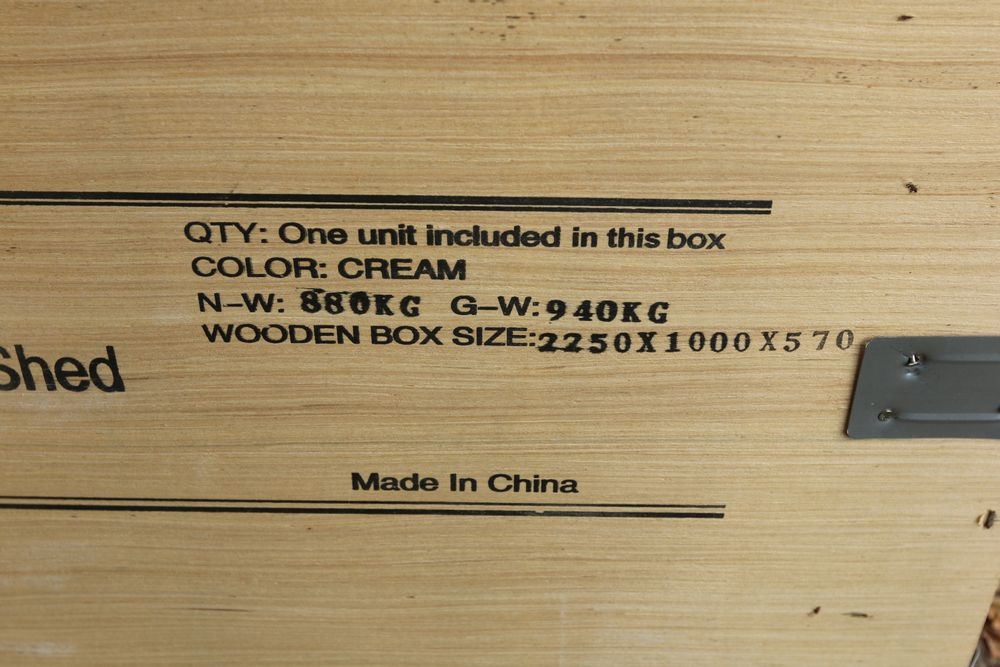 QTY: One unit included in this box
COLOR: CREAM
N-W: 880KG G-W:940KG
WOODEN BOX SIZE:2250X1000X570
Shed
Made In China